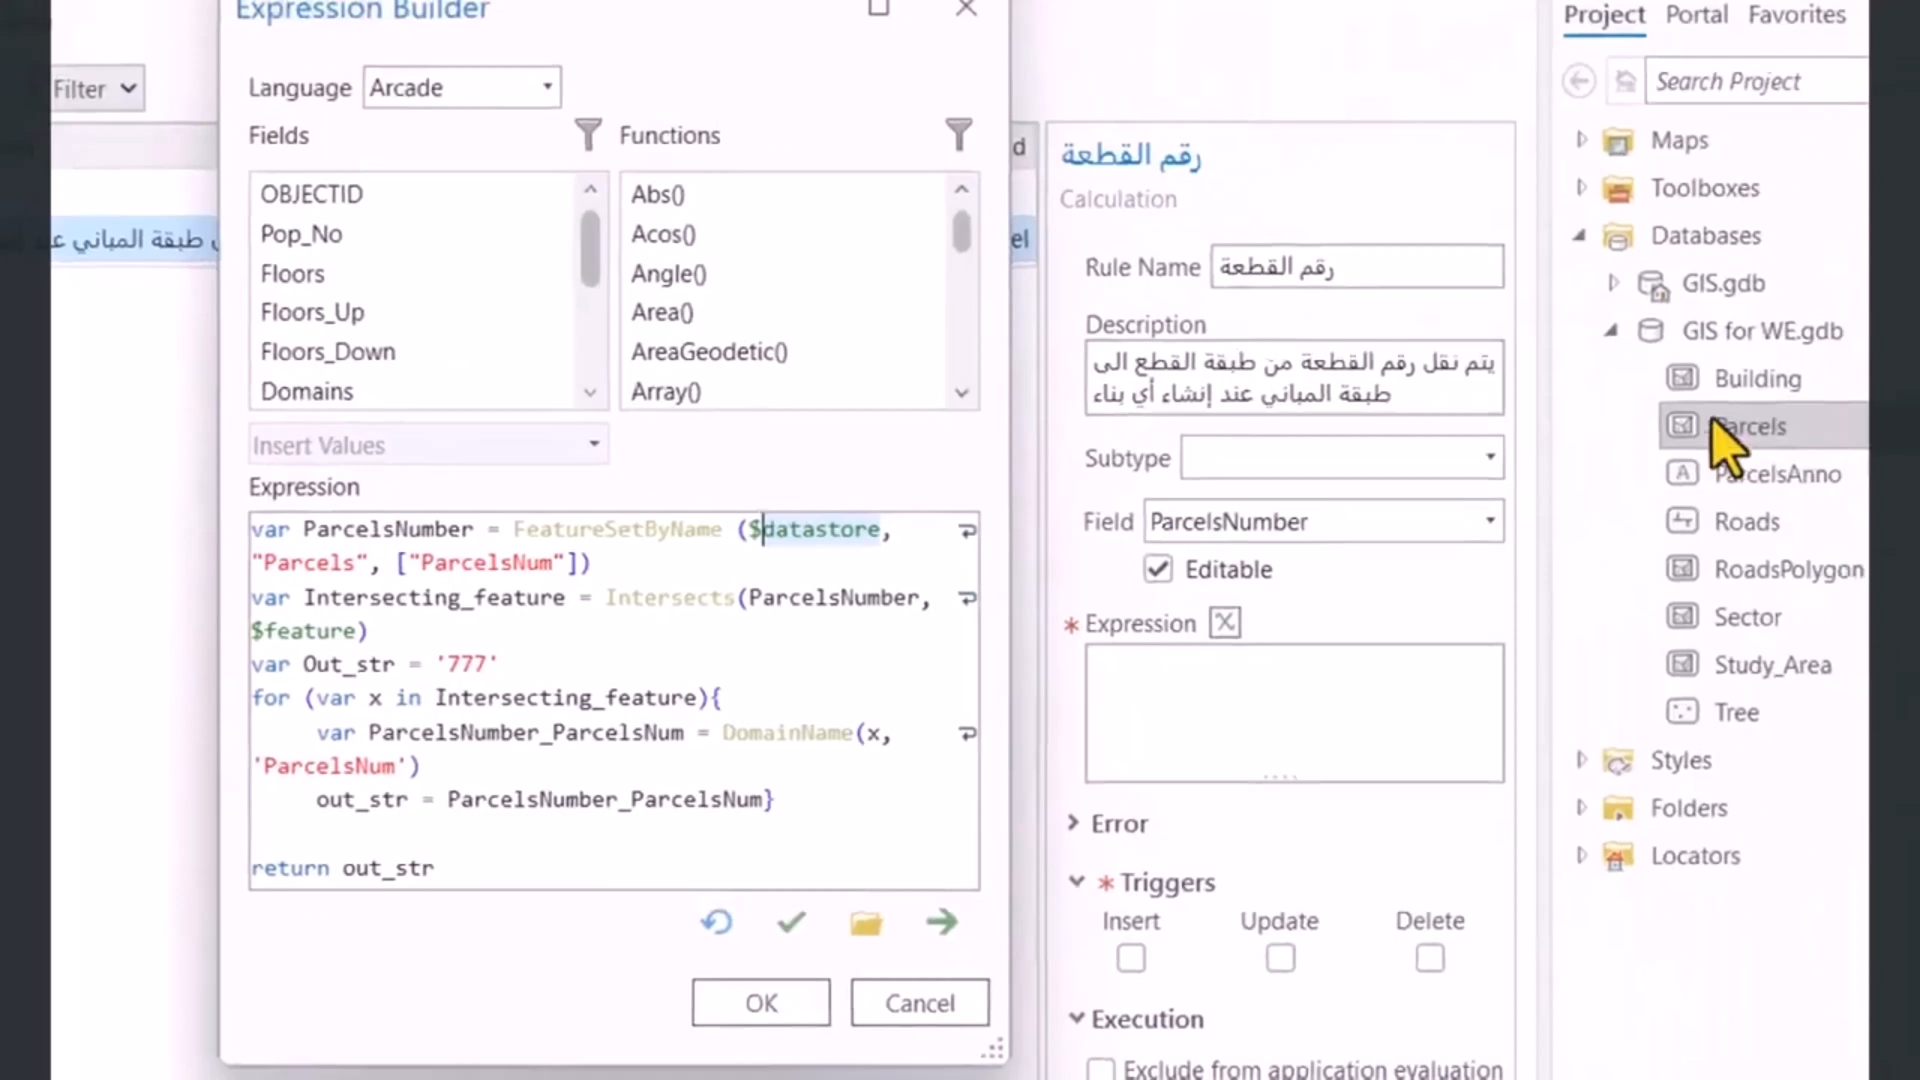 Expression Builder
Filter
Language Arcade
Fields
Functions
OBJECTID
Pop_No
Floors
Floors_Up
Floors_Down
Domains
Abs()
Acos()
Angle()
Area()
AreaGeodetic()
Array()
Insert Values
Expression
var ParcelsNumber = FeatureSetByName ($datastore,
"Parcels", ["ParcelsNum"])
var Intersecting_feature = Intersects(ParcelsNumber,
$feature)
var Out_str = '777'
for (var x in Intersecting_feature){
var ParcelsNumber_ParcelsNum = DomainName(x,
'ParcelsNum')
out_str = ParcelsNumber_ParcelsNum}
return out_str
OK
Cancel
طبقة المباني
رقم القطعة
Calculation
Rule Name رقم القطعة
Description
يتم نقل رقم القطعة من طبقة القطع الى
طبقة المباني عند إنشاء أي بناء
Subtype
Field ParcelsNumber
Editable
* Expression
Error
* Triggers
Insert Update Delete
Execution
Exclude from application evaluation
Project Portal Favorites
Search Project
Maps
Toolboxes
Databases
GIS.gdb
GIS for WE.gdb
Building
Parcels
ParcelsAnno
Roads
RoadsPolygon
Sector
Study_Area
Tree
Styles
Folders
Locators